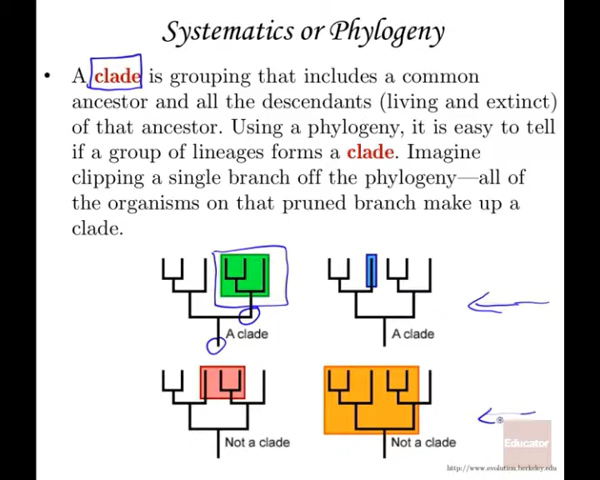 Systematics or Phylogeny
• A clade is grouping that includes a common
ancestor and all the descendants (living and extinct)
of that ancestor. Using a phylogeny, it is easy to tell
if a group of lineages forms a clade. Imagine
clipping a single branch off the phylogeny—all of
the organisms on that pruned branch make up a
clade.
A clade
A clade
Not a clade
Not a clade
Educator
http://www.evolution.berkeley.edu